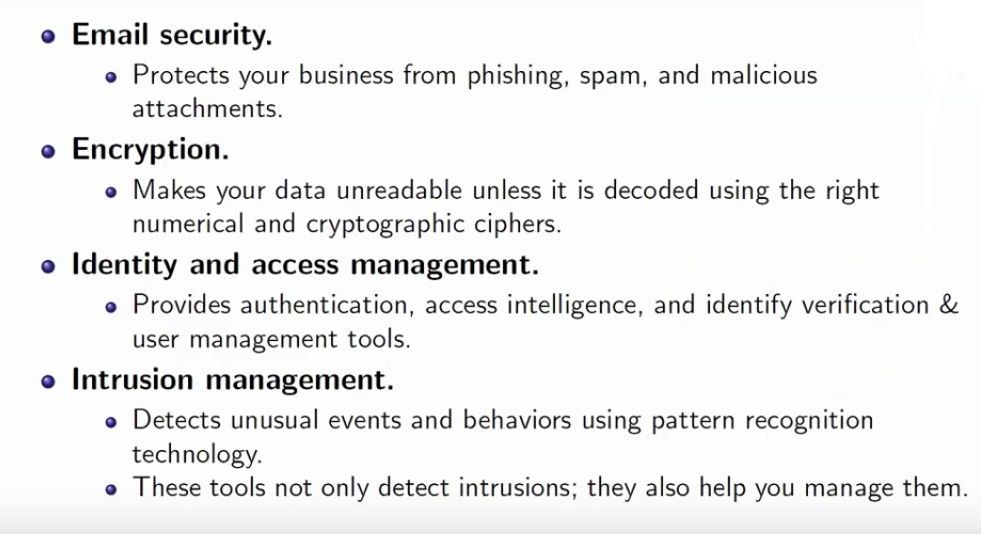 Email security.
Protects your business from phishing, spam, and malicious
attachments.
Encryption.
Makes your data unreadable unless it is decoded using the right
numerical and cryptographic ciphers.
Identity and access management.
Provides authentication, access intelligence, and identify verification &
user management tools.
Intrusion management.
Detects unusual events and behaviors using pattern recognition
technology.
These tools not only detect intrusions; they also help you manage them.